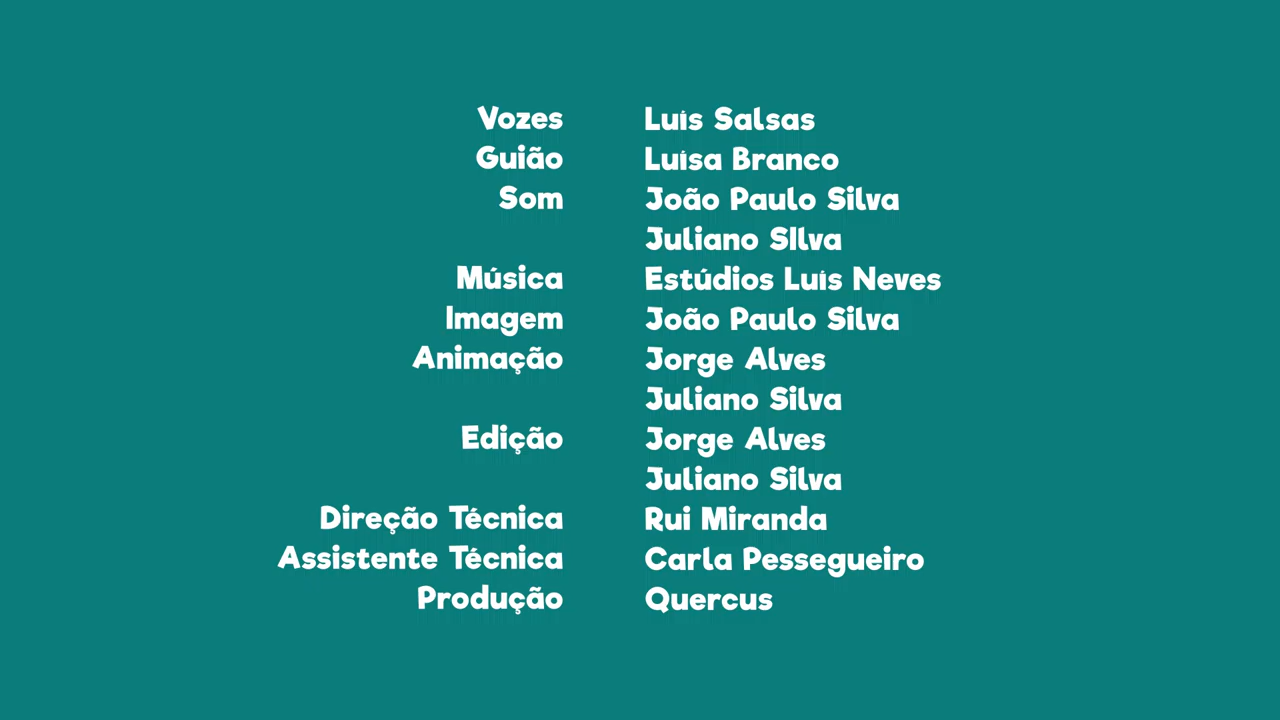 Vozes Luís Salsas
Guião Luísa Branco
Som João Paulo Silva
Juliano SIlva
Música Estúdios Luís Neves
Imagem João Paulo Silva
Animação Jorge Alves
Juliano Silva
Edição Jorge Alves
Juliano Silva
Direção Técnica Rui Miranda
Assistente Técnica Carla Pessegueiro
Produção Quercus